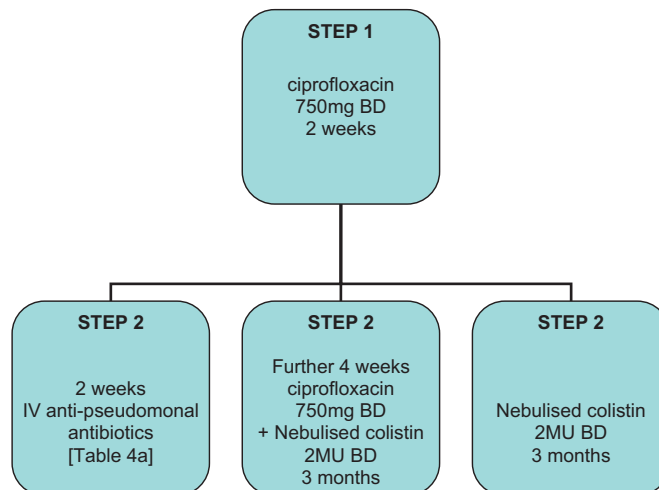 STEP 1
ciprofloxacin
750mg BD
2 weeks
STEP 2
2 weeks
IV anti-pseudomonal
antibiotics
[Table 4a]
STEP 2
Further 4 weeks
ciprofloxacin
750mg BD
+ Nebulised colistin
2MU BD
3 months
STEP 2
Nebulised colistin
2MU BD
3 months